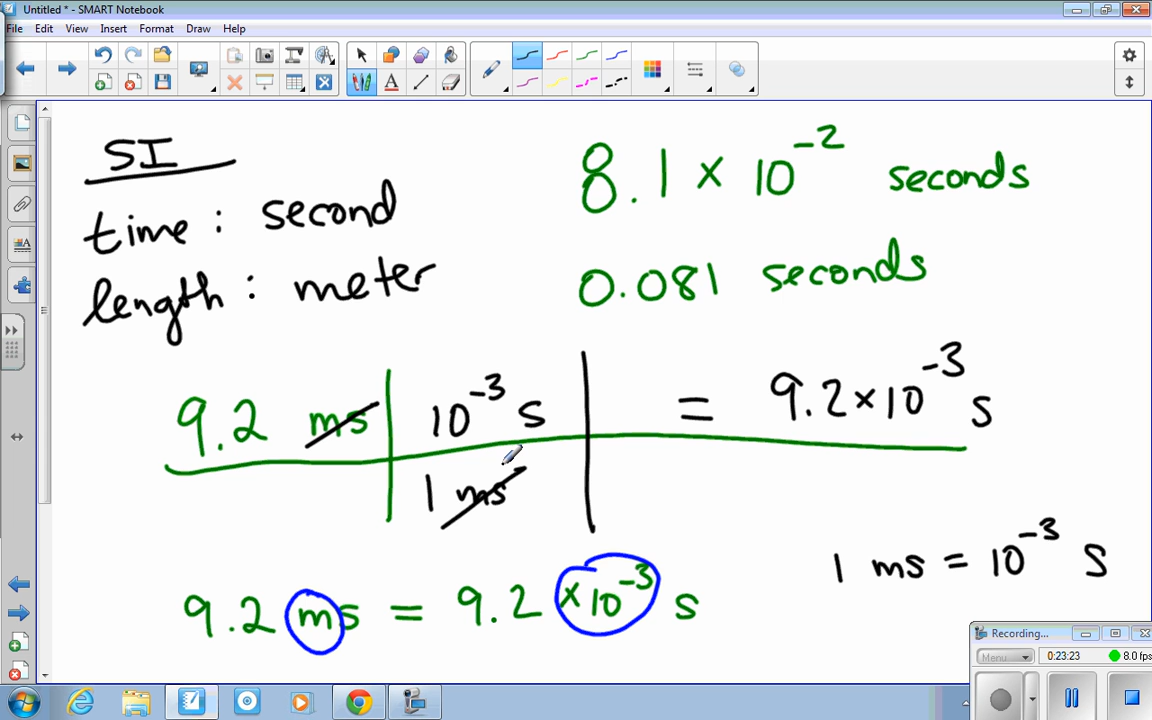 Untitled * - SMART Notebook
File Edit View Insert Format Draw Help
SI
time : second
length : meter
8.1 × 10⁻² seconds
0.081 seconds
9.2 ms | 10⁻³ s | = 9.2×10⁻³ s
1 ms
1 ms = 10⁻³ s
9.2 ms = 9.2 ×10⁻³ s
Recording...
Menu 0:23:23 8.0 fps